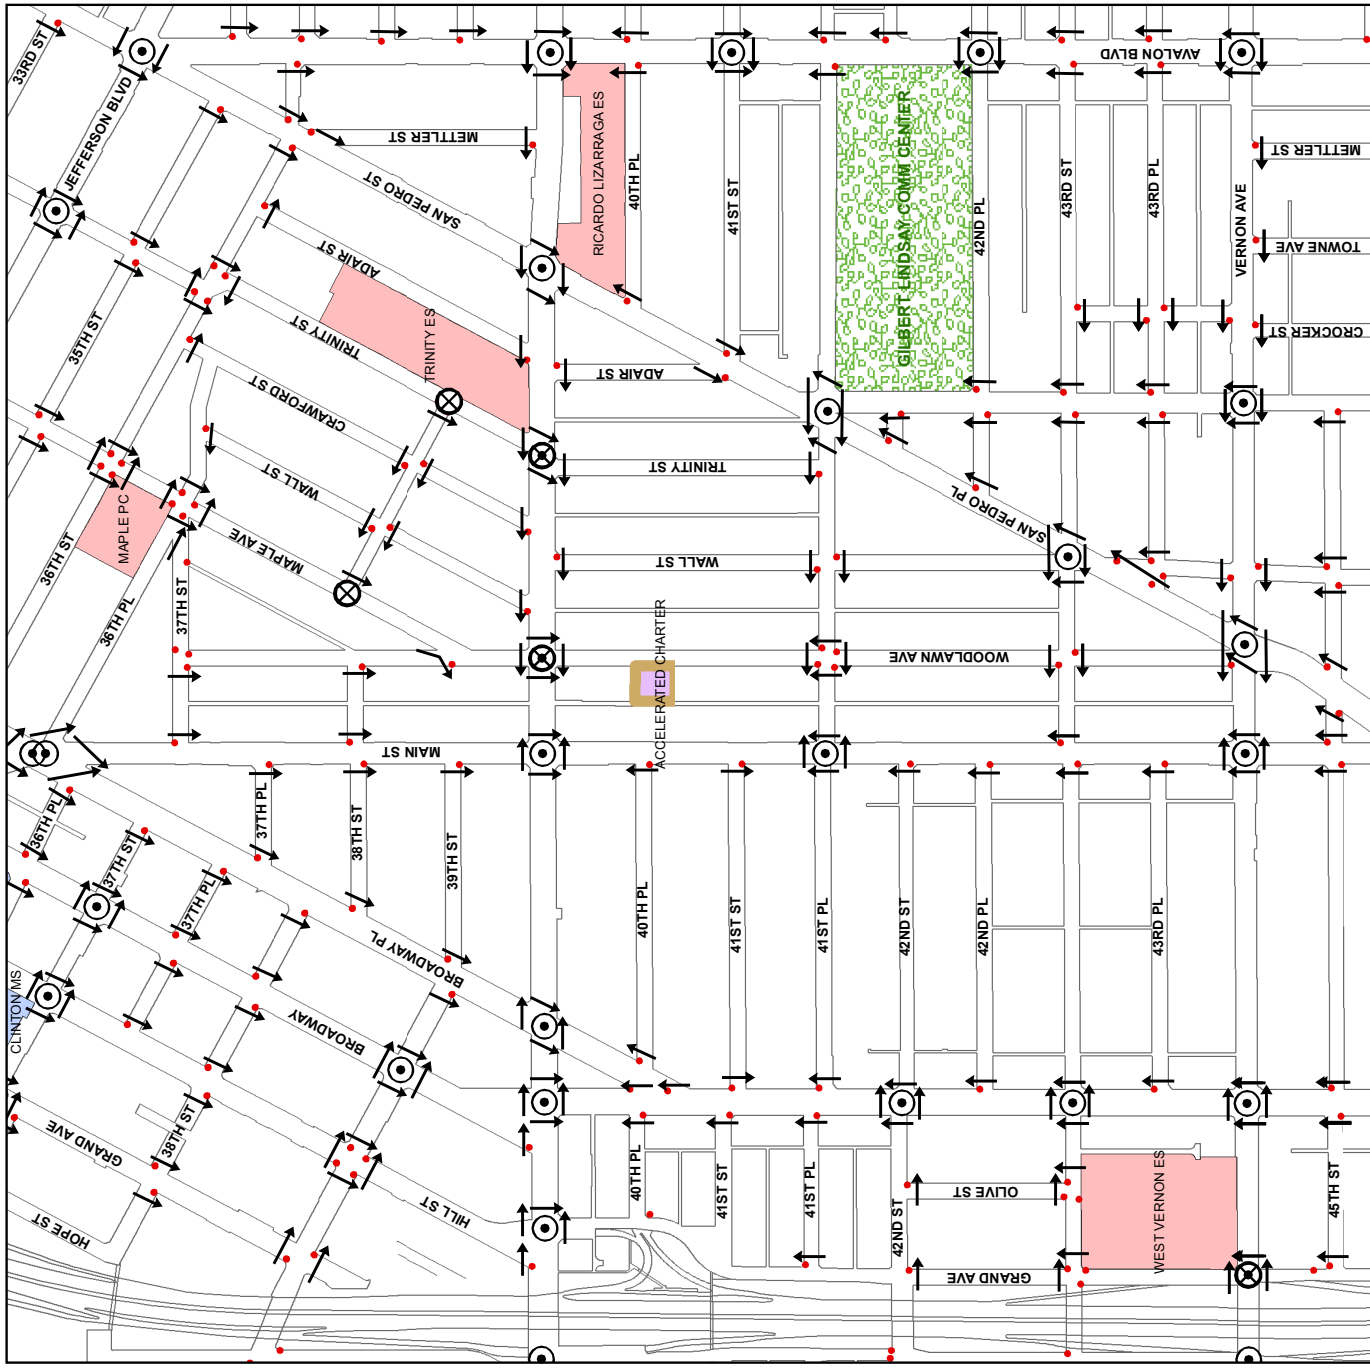 33RD ST
JEFFERSON BLVD
AVALON BLVD
METTLER ST
RICARDO LIZARRAGA ES
40TH PL
41ST ST
GILBERT LINDSAY COMM CENTER
42ND PL
43RD ST
43RD PL
VERNON AVE
METTLER ST
TOWNE AVE
CROCKER ST
SAN PEDRO ST
ADAIR ST
TRINITY ST
TRINITY ES
35TH ST
CRAWFORD ST
ADAIR ST
WALL ST
TRINITY ST
MAPLE PC
36TH ST
MAPLE AVE
SAN PEDRO PL
WALL ST
36TH PL
37TH ST
ACCELERATED CHARTER
WOODLAWN AVE
MAIN ST
36TH PL
37TH ST
37TH PL
37TH PL
38TH ST
39TH ST
40TH PL
41ST ST
41ST PL
42ND ST
42ND PL
43RD PL
BROADWAY PL
CLINTON MS
BROADWAY
GRAND AVE
38TH ST
HOPE ST
HILL ST
40TH PL
41ST ST
41ST PL
42ND ST
OLIVE ST
GRAND AVE
WEST VERNON ES
45TH ST